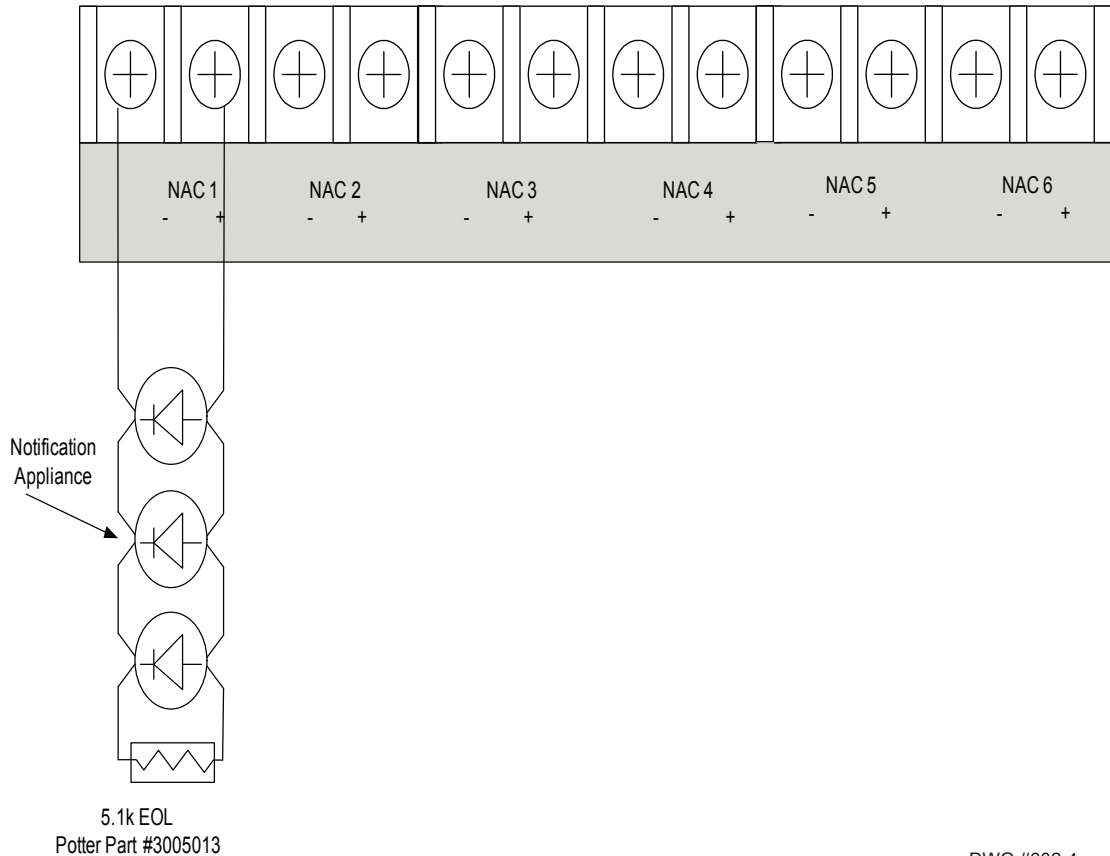 NAC 1 NAC 2 NAC 3 NAC 4 NAC 5 NAC 6
- + - + - + - + - + - +
Notification
Appliance
5.1k EOL
Potter Part #3005013